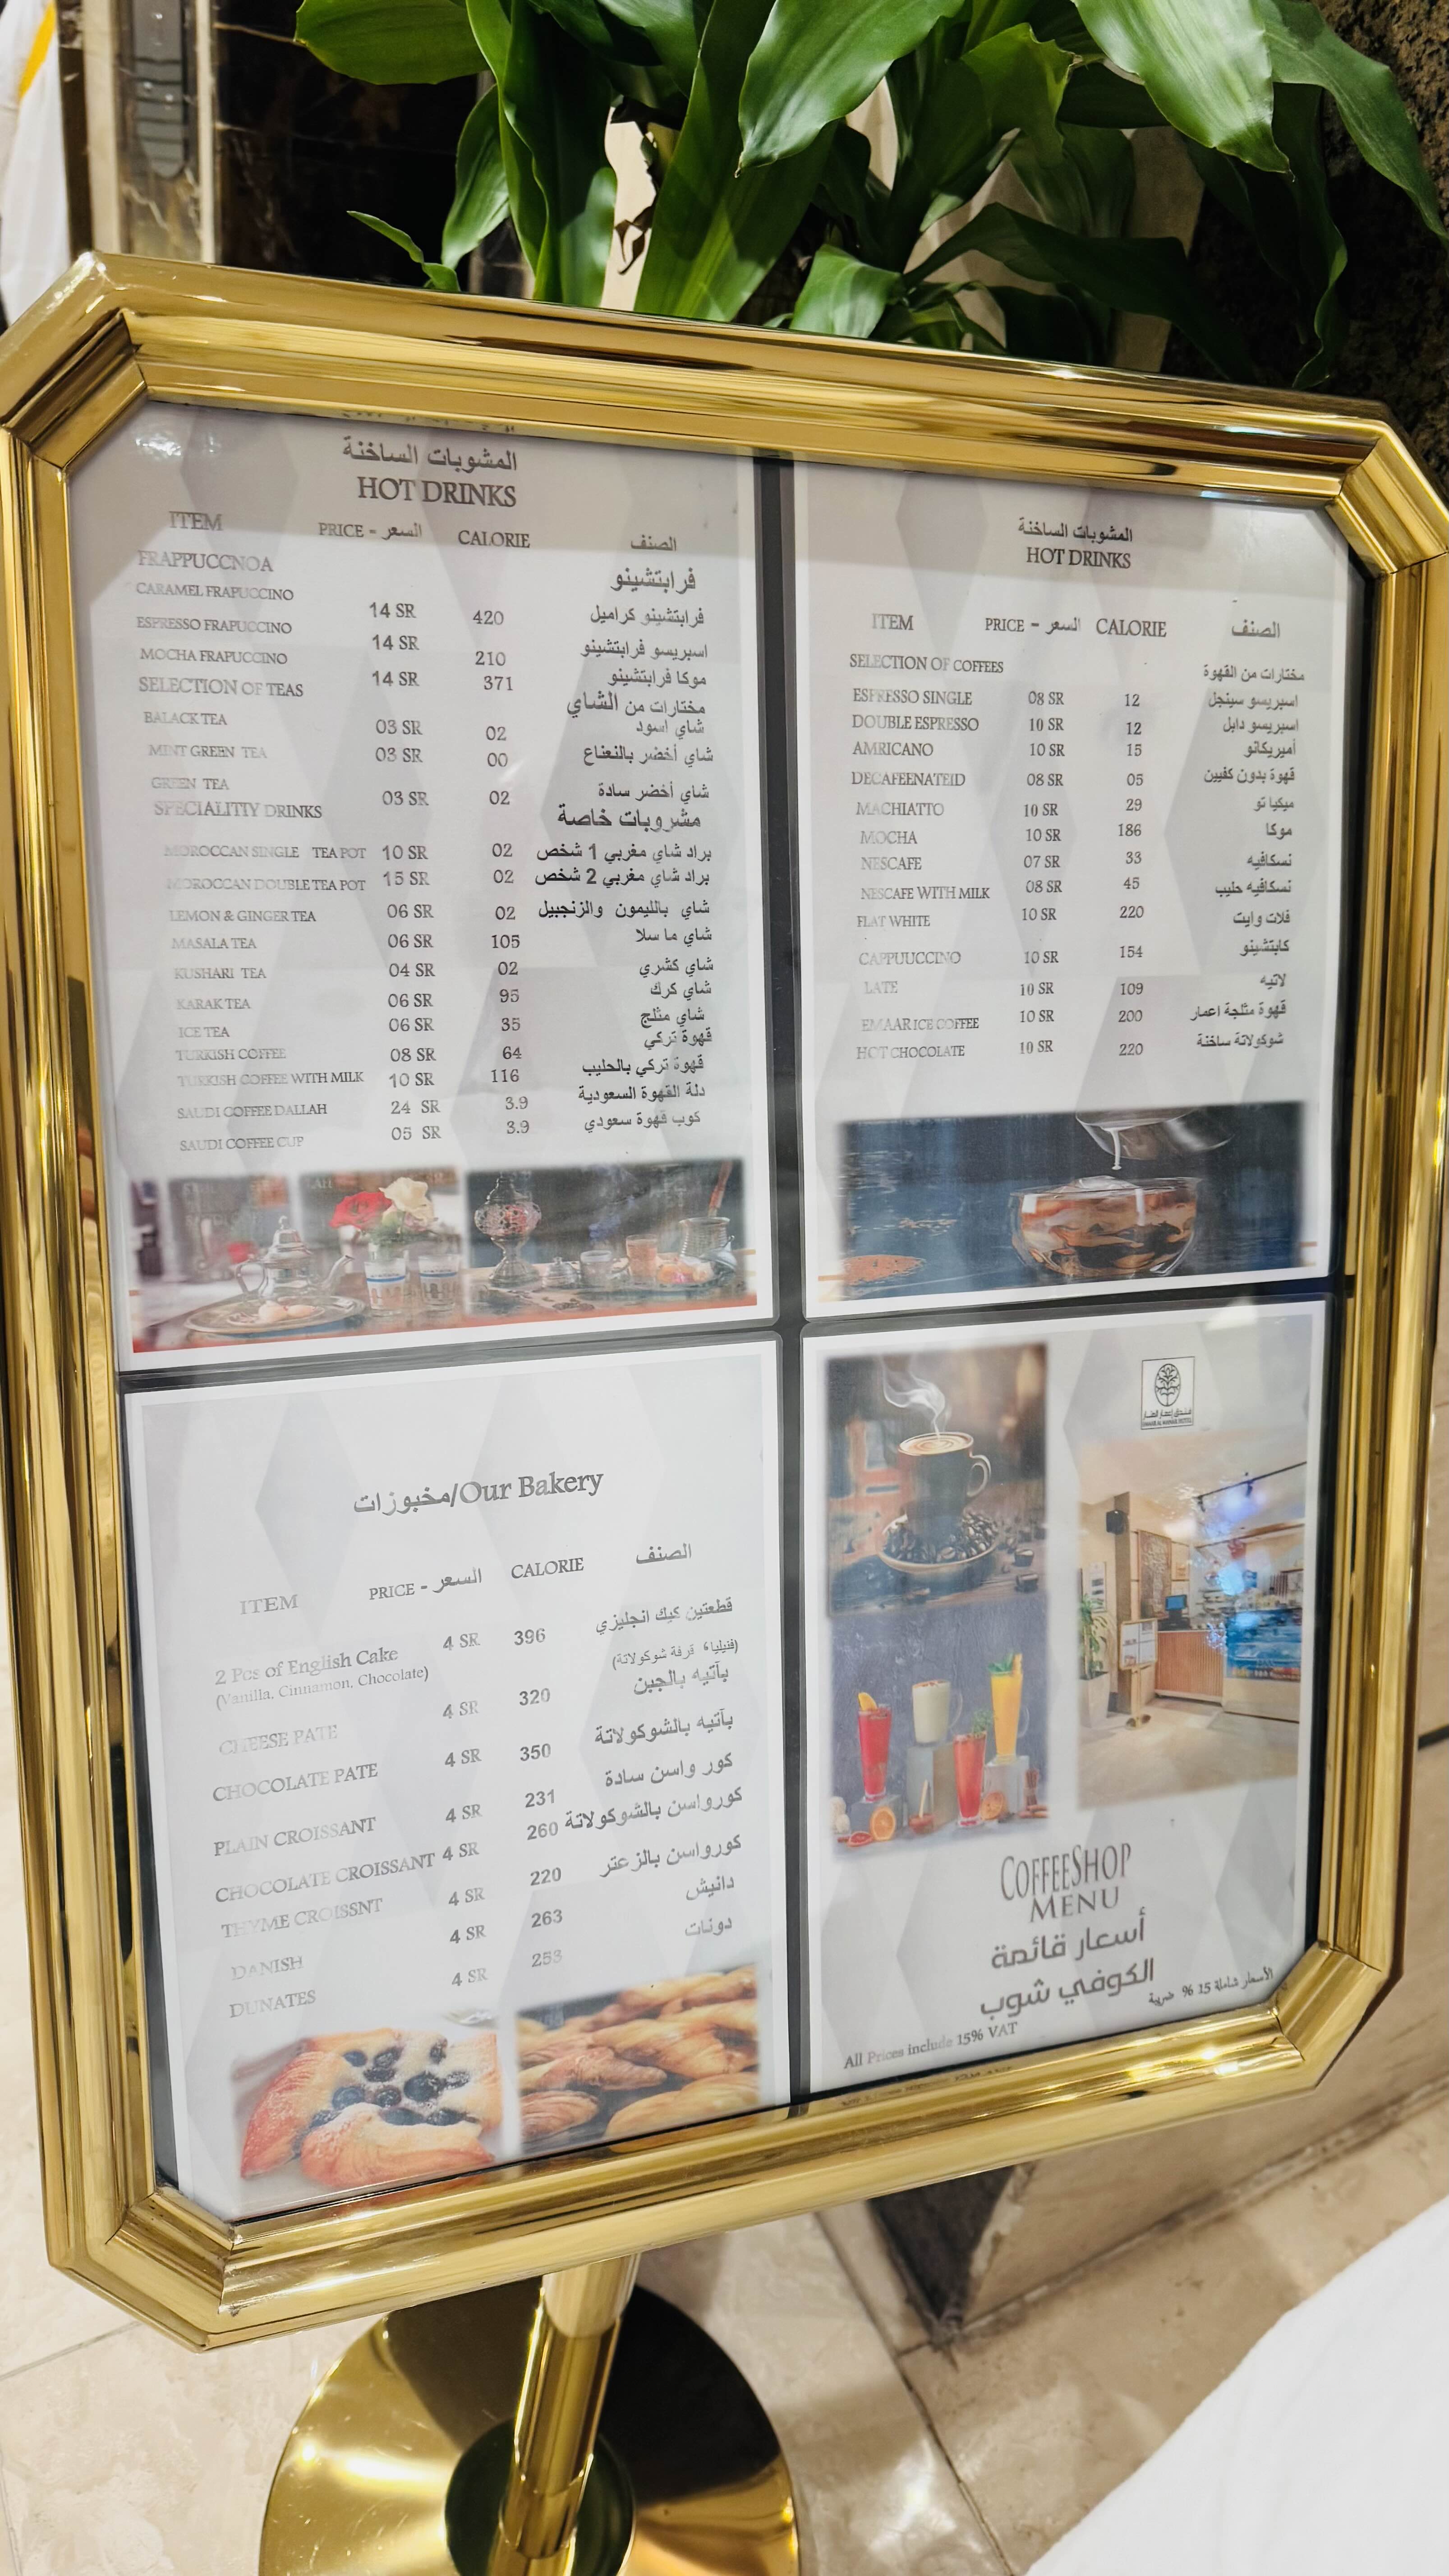 المشوبات الساخنة
HOT DRINKS
ITEM PRICE - السعر CALORIE الصنف
FRAPPUCCNOA فرابتشينو
CARAMEL FRAPUCCINO 14 SR 420 فرابتشينو كراميل
ESPRESSO FRAPUCCINO 14 SR 210 اسبريسو فرابتشينو
MOCHA FRAPUCCINO 14 SR 371 موكا فرابتشينو
SELECTION OF TEAS مختارات من الشاي
BALACK TEA 03 SR 02 شاي اسود
MINT GREEN TEA 03 SR 00 شاي أخضر بالنعناع
GREEN TEA 03 SR 02 شاي أخضر سادة
SPECIALITTY DRINKS مشروبات خاصة
MOROCCAN SINGLE TEA POT 10 SR 02 براد شاي مغربي 1 شخص
MOROCCAN DOUBLE TEA POT 15 SR 02 براد شاي مغربي 2 شخص
LEMON & GINGER TEA 06 SR 02 شاي بالليمون والزنجبيل
MASALA TEA 06 SR 105 شاي ما سلا
KUSHARI TEA 04 SR 02 شاي كشري
KARAK TEA 06 SR 95 شاي كرك
ICE TEA 06 SR 35 شاي مثلج
TURKISH COFFEE 08 SR 64 قهوة تركي
TURKISH COFFEE WITH MILK 10 SR 116 قهوة تركي بالحليب
SAUDI COFFEE DALLAH 24 SR 3.9 دلة القهوة السعودية
SAUDI COFFEE CUP 05 SR 3.9 كوب قهوة سعودي
المشوبات الساخنة
HOT DRINKS
ITEM PRICE - السعر CALORIE الصنف
SELECTION OF COFFEES مختارات من القهوة
ESPRESSO SINGLE 08 SR 12 اسبريسو سينجل
DOUBLE ESPRESSO 10 SR 12 اسبريسو دابل
AMRICANO 10 SR 15 أميريكانو
DECAFEENATEID 08 SR 05 قهوة بدون كفيين
MACHIATTO 10 SR 29 ميكيا تو
MOCHA 10 SR 186 موكا
NESCAFE 07 SR 33 نسكافيه
NESCAFE WITH MILK 08 SR 45 نسكافيه حليب
FLAT WHITE 10 SR 220 فلات وايت
CAPPUUCCINO 10 SR 154 كابتشينو
LATE 10 SR 109 لاتيه
EMAAR ICE COFFEE 10 SR 200 قهوة مثلجة اعمار
HOT CHOCOLATE 10 SR 220 شوكولاتة ساخنة
مخبوزات/Our Bakery
ITEM PRICE - السعر CALORIE الصنف
2 Pcs of English Cake 4 SR 396 قطعتين كيك انجليزي
(Vanilla, Cinnamon, Chocolate) (فنيليا، قرفة شوكولاتة)
CHEESE PATE 4 SR 320 بآتيه بالجبن
CHOCOLATE PATE 4 SR 350 بآتيه بالشوكولاتة
PLAIN CROISSANT 4 SR 231 كور واسن سادة
CHOCOLATE CROISSANT 4 SR 260 كورواسن بالشوكولاتة
THYME CROISSNT 4 SR 220 كورواسن بالزعتر
DANISH 4 SR 263 دانيش
DUNATES 4 SR 253 دونات
فندق إعمار المنار
EMAAR AL MANAR HOTEL
COFFEESHOP
MENU
أسعار قائمة
الكوفي شوب
الأسعار شاملة 15 % ضريبة
All Prices include 15% VAT